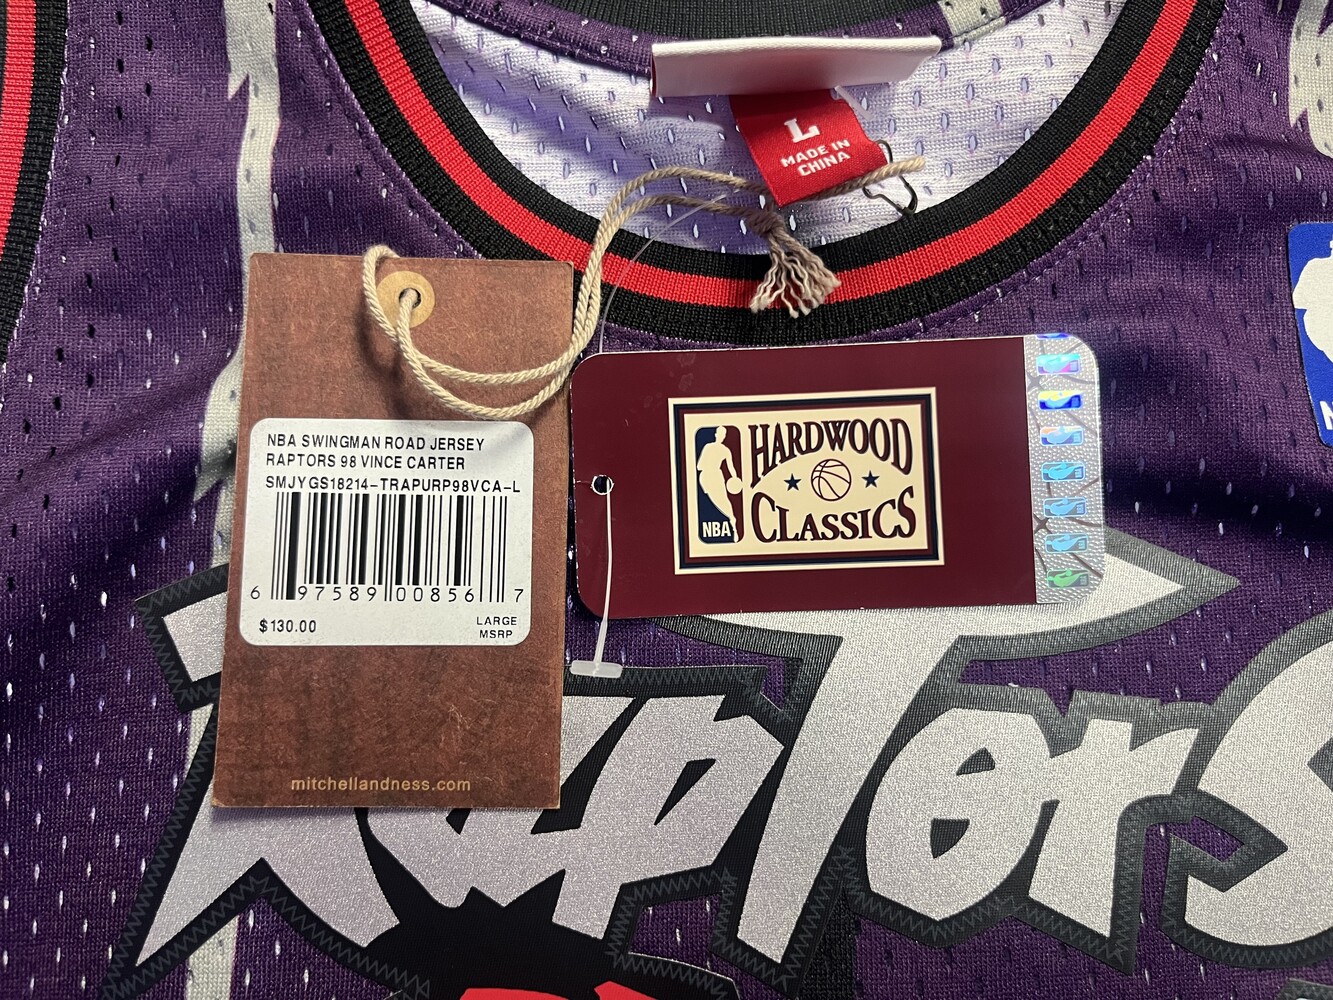 L
MADE IN
CHINA
NBA SWINGMAN ROAD JERSEY
RAPTORS 98 VINCE CARTER
SMJYGS18214-TRAPURP98VCA-L
6 97589 00856 7
$130.00
LARGE
MSRP
mitchellandness.com
HARDWOOD
CLASSICS
NBA
RapTorS
N